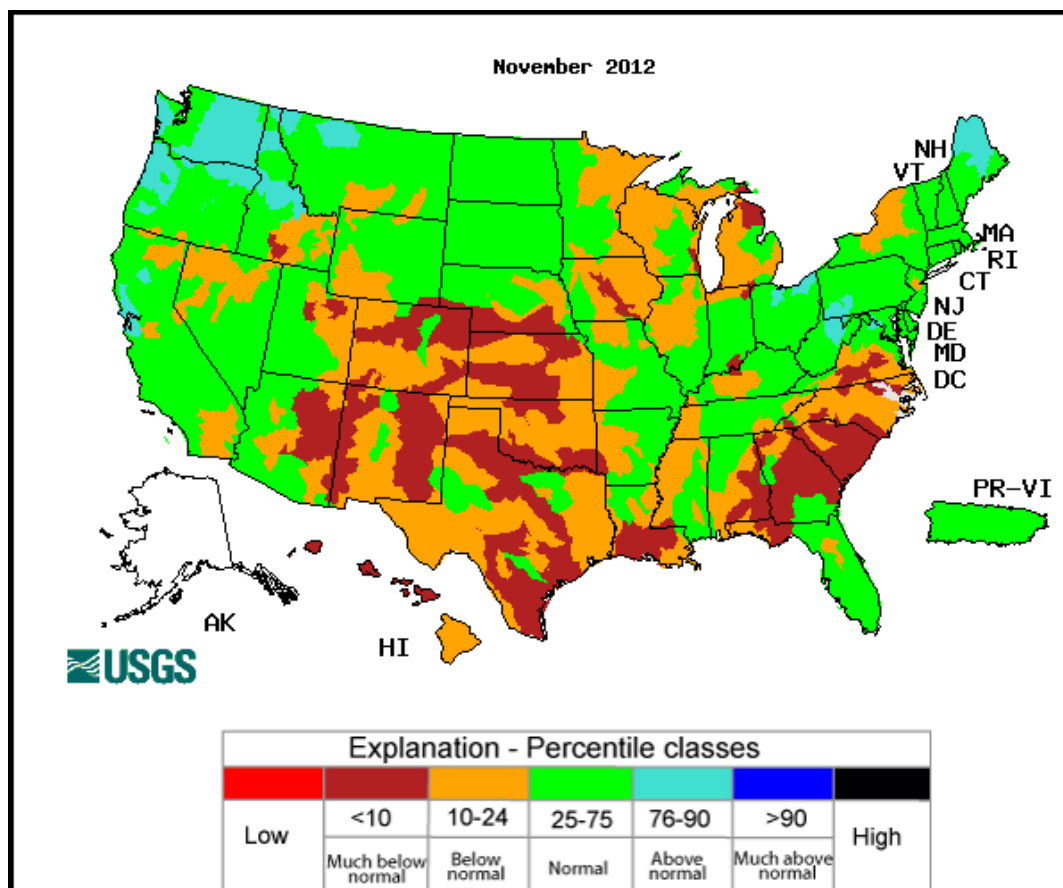 November 2012
NH
VT
MA
RI
CT
NJ
DE
MD
DC
PR-VI
AK
HI
USGS
Explanation - Percentile classes
Low <10 10-24 25-75 76-90 >90 High
Much below normal Below normal Normal Above normal Much above normal